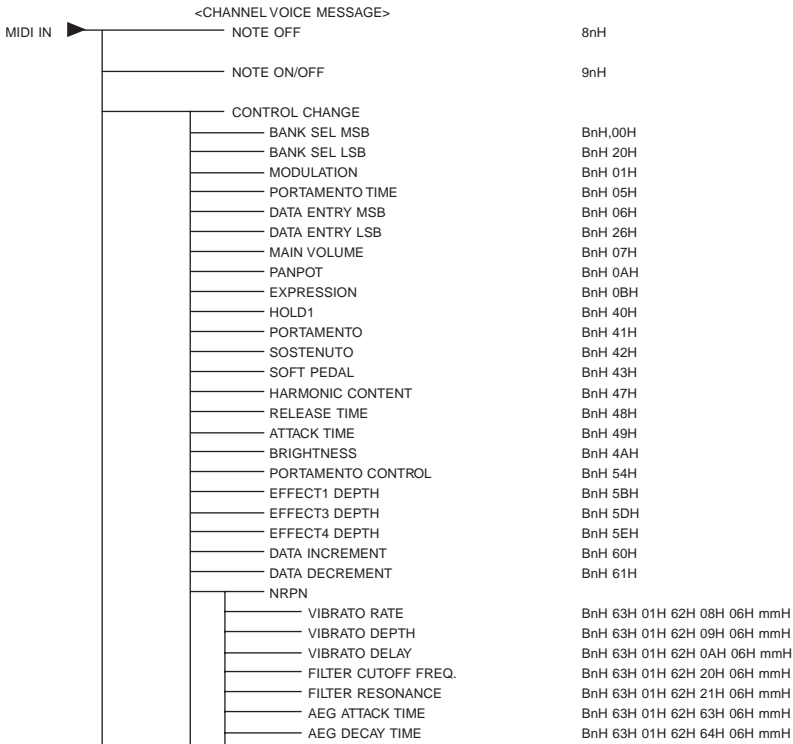 <CHANNEL VOICE MESSAGE>
MIDI IN NOTE OFF 8nH
NOTE ON/OFF 9nH
CONTROL CHANGE
BANK SEL MSB BnH,00H
BANK SEL LSB BnH 20H
MODULATION BnH 01H
PORTAMENTO TIME BnH 05H
DATA ENTRY MSB BnH 06H
DATA ENTRY LSB BnH 26H
MAIN VOLUME BnH 07H
PANPOT BnH 0AH
EXPRESSION BnH 0BH
HOLD1 BnH 40H
PORTAMENTO BnH 41H
SOSTENUTO BnH 42H
SOFT PEDAL BnH 43H
HARMONIC CONTENT BnH 47H
RELEASE TIME BnH 48H
ATTACK TIME BnH 49H
BRIGHTNESS BnH 4AH
PORTAMENTO CONTROL BnH 54H
EFFECT1 DEPTH BnH 5BH
EFFECT3 DEPTH BnH 5DH
EFFECT4 DEPTH BnH 5EH
DATA INCREMENT BnH 60H
DATA DECREMENT BnH 61H
NRPN
VIBRATO RATE BnH 63H 01H 62H 08H 06H mmH
VIBRATO DEPTH BnH 63H 01H 62H 09H 06H mmH
VIBRATO DELAY BnH 63H 01H 62H 0AH 06H mmH
FILTER CUTOFF FREQ. BnH 63H 01H 62H 20H 06H mmH
FILTER RESONANCE BnH 63H 01H 62H 21H 06H mmH
AEG ATTACK TIME BnH 63H 01H 62H 63H 06H mmH
AEG DECAY TIME BnH 63H 01H 62H 64H 06H mmH